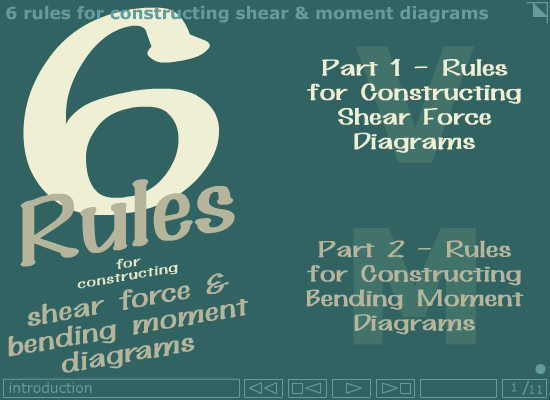 6 rules for constructing shear & moment diagrams
6
Rules
for
constructing
shear force &
bending moment
diagrams
V
Part 1 - Rules
for Constructing
Shear Force
Diagrams
M
Part 2 - Rules
for Constructing
Bending Moment
Diagrams
introduction
1 / 11